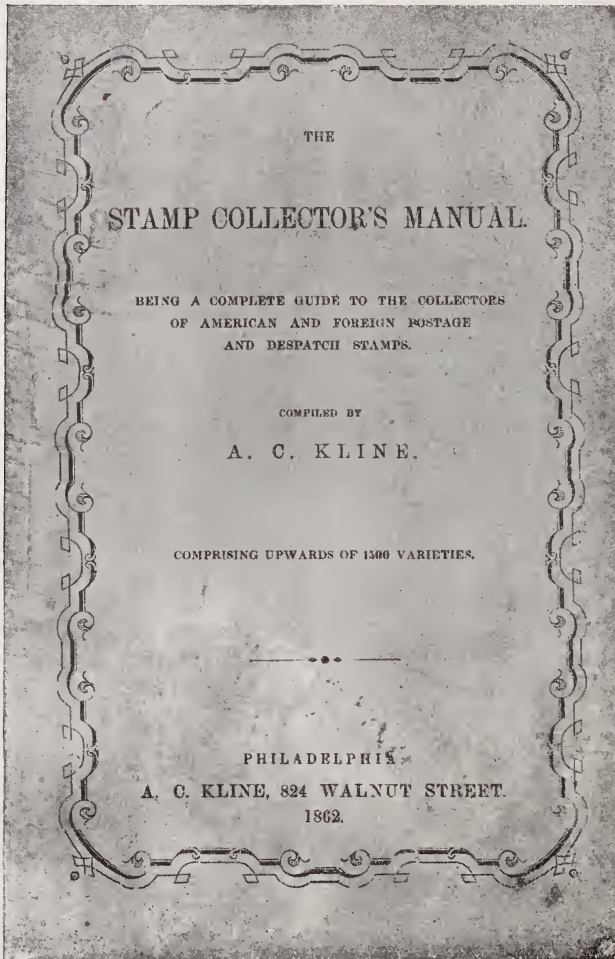 THE
STAMP COLLECTOR'S MANUAL.
BEING A COMPLETE GUIDE TO THE COLLECTORS
OF AMERICAN AND FOREIGN POSTAGE
AND DESPATCH STAMPS.
COMPILED BY
A. C. KLINE.
COMPRISING UPWARDS OF 1500 VARIETIES.
PHILADELPHIA
A. C. KLINE, 824 WALNUT STREET.
1862.